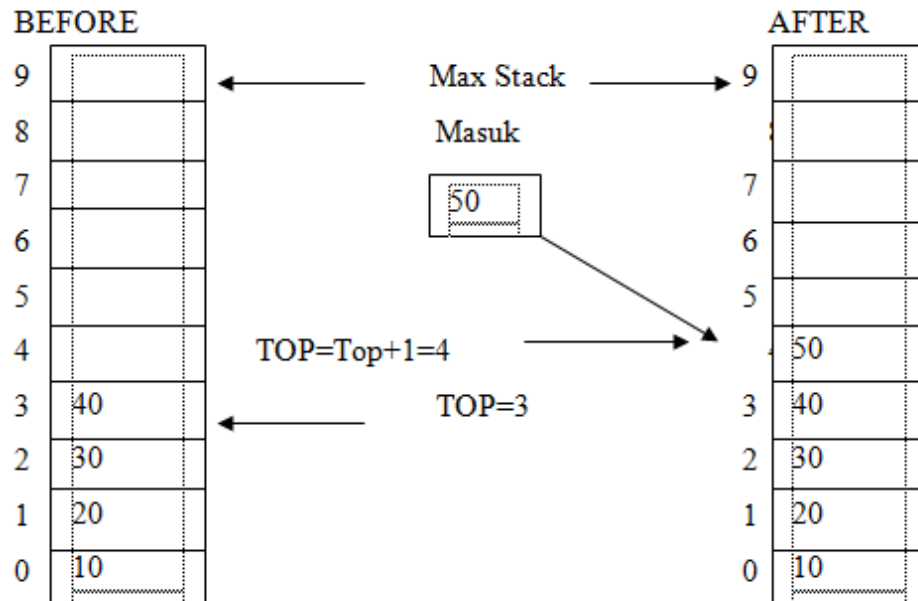 BEFORE AFTER
9 Max Stack 9
8 Masuk
7 7
50
6 6
5 5
4 TOP=Top+1=4 50
3 40 TOP=3 3 40
2 30 2 30
1 20 1 20
0 10 0 10